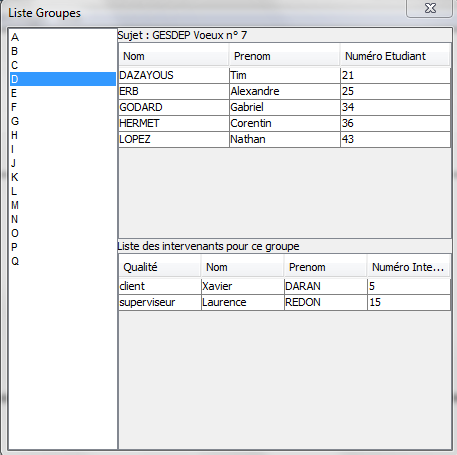 Liste Groupes
A
B
C
D
E
F
G
H
I
J
K
L
M
N
O
P
Q
Sujet : GESDEP Voeux n° 7
Nom Prenom Numéro Etudiant
DAZAYOUS Tim 21
ERB Alexandre 25
GODARD Gabriel 34
HERMET Corentin 36
LOPEZ Nathan 43
Liste des intervenants pour ce groupe
Qualité Nom Prenom Numéro Inte...
client Xavier DARAN 5
superviseur Laurence REDON 15